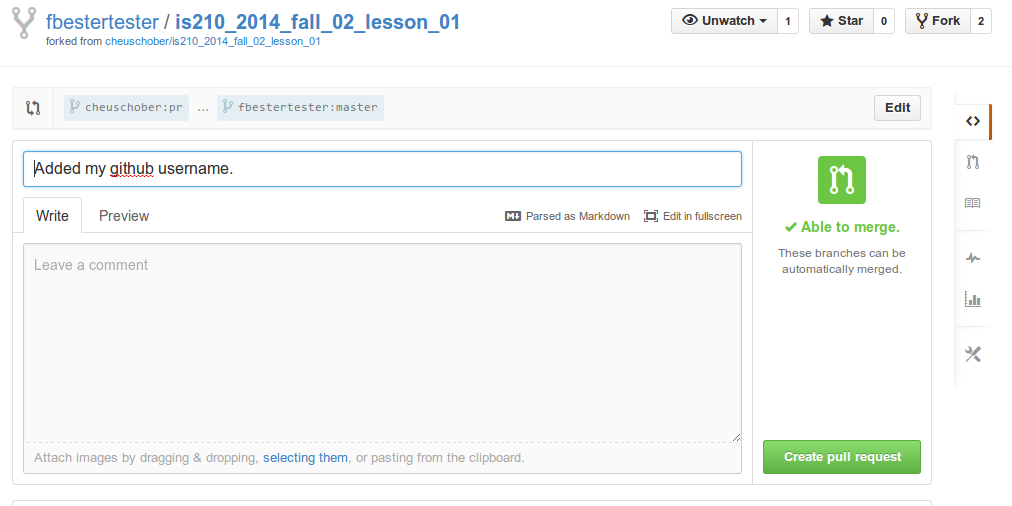 fbestertester / is210_2014_fall_02_lesson_01
forked from cheuschober/is210_2014_fall_02_lesson_01
Unwatch 1 Star 0 Fork 2
cheuschober:pr ... fbestertester:master Edit
Added my github username.
Write Preview M↓ Parsed as Markdown Edit in fullscreen
Leave a comment
Attach images by dragging & dropping, selecting them, or pasting from the clipboard.
Able to merge.
These branches can be
automatically merged.
Create pull request